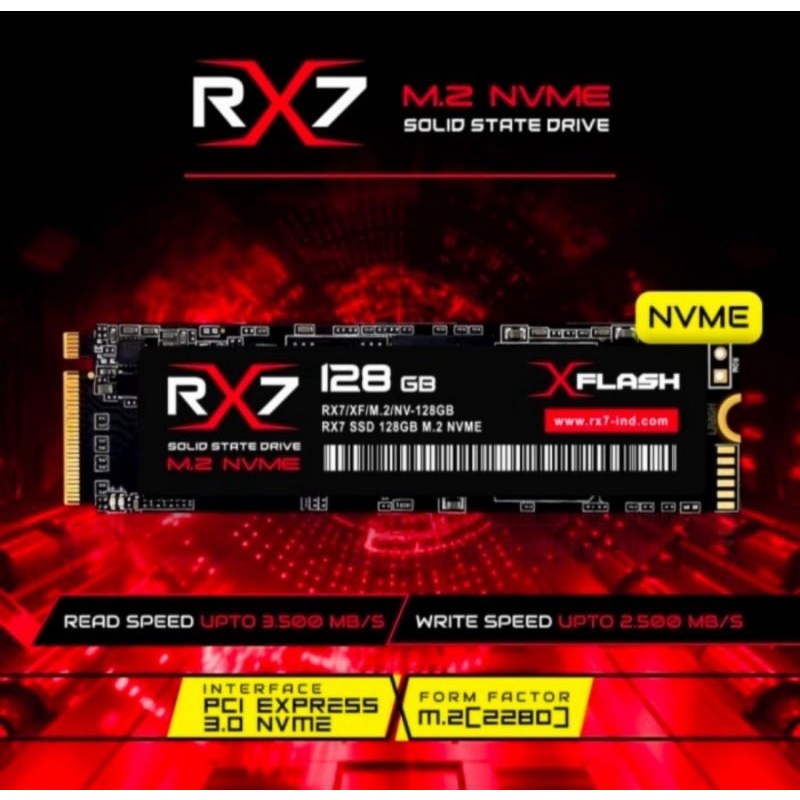 RX7
M.2 NVME
SOLID STATE DRIVE
NVME
RX7
SOLID STATE DRIVE
M.2 NVME
128 GB
RX7/XF/M.2/NV-128GB
RX7 SSD 128GB M.2 NVME
XFLASH
www.rx7-ind.com
READ SPEED UPTO 3.500 MB/S
WRITE SPEED UPTO 2.500 MB/S
INTERFACE
PCI EXPRESS
3.0 NVME
FORM FACTOR
M.2[2280]